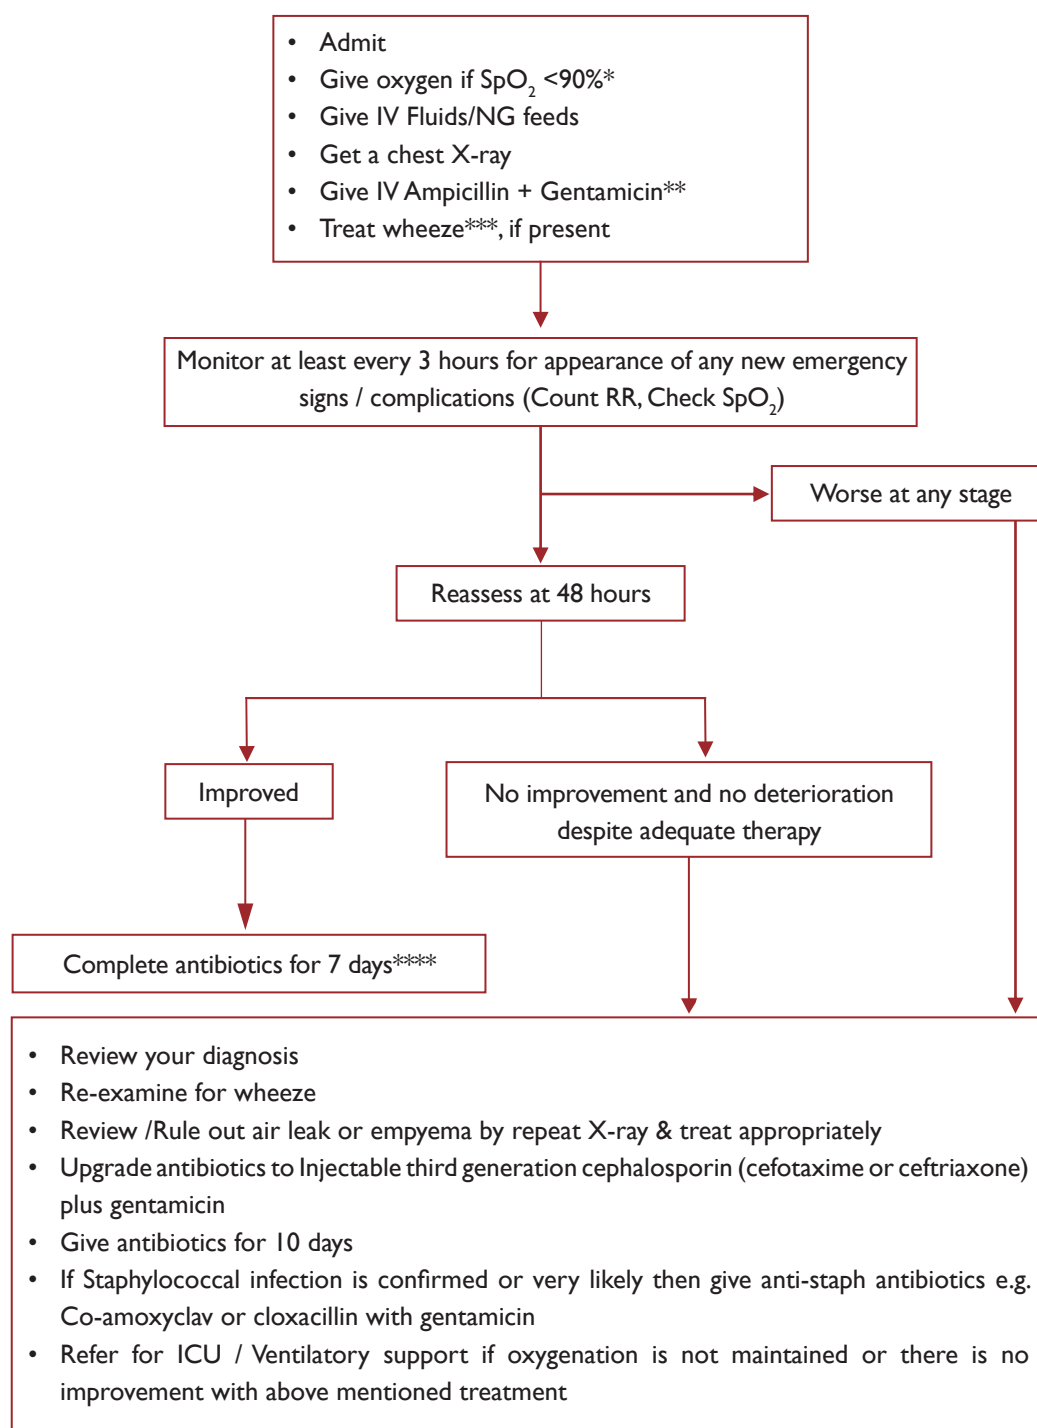 • Admit
• Give oxygen if SpO2 <90%*
• Give IV Fluids/NG feeds
• Get a chest X-ray
• Give IV Ampicillin + Gentamicin**
• Treat wheeze***, if present
Monitor at least every 3 hours for appearance of any new emergency
signs / complications (Count RR, Check SpO2)
Worse at any stage
Reassess at 48 hours
Improved
No improvement and no deterioration
despite adequate therapy
Complete antibiotics for 7 days****
• Review your diagnosis
• Re-examine for wheeze
• Review /Rule out air leak or empyema by repeat X-ray & treat appropriately
• Upgrade antibiotics to Injectable third generation cephalosporin (cefotaxime or ceftriaxone)
plus gentamicin
• Give antibiotics for 10 days
• If Staphylococcal infection is confirmed or very likely then give anti-staph antibiotics e.g.
Co-amoxyclav or cloxacillin with gentamicin
• Refer for ICU / Ventilatory support if oxygenation is not maintained or there is no
improvement with above mentioned treatment